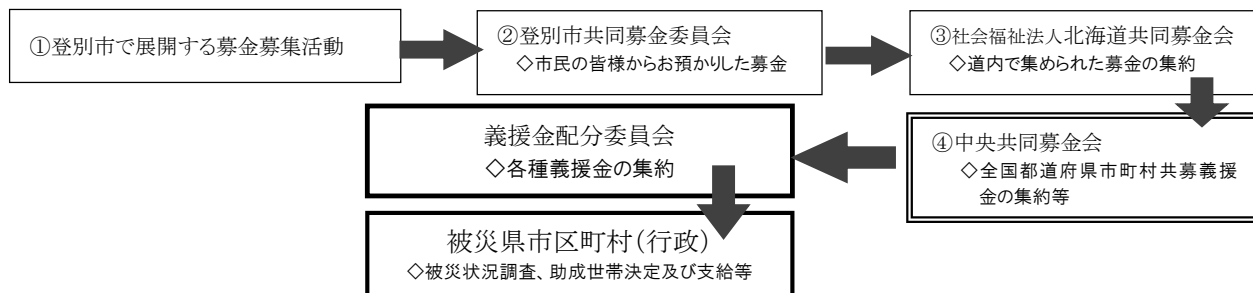 ①登別市で展開する募金募集活動
②登別市共同募金委員会
◇市民の皆様からお預かりした募金
③社会福祉法人北海道共同募金会
◇道内で集められた募金の集約
④中央共同募金会
◇全国都道府県市町村共募義援
金の集約等
義援金配分委員会
◇各種義援金の集約
被災県市区町村(行政)
◇被災状況調査、助成世帯決定及び支給等